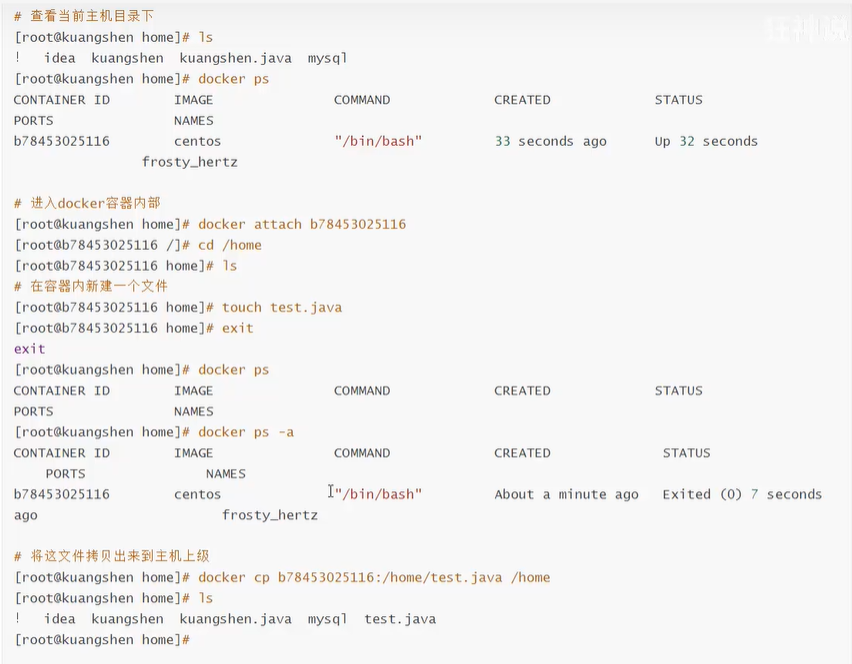 狂神说
# 查看当前主机目录下
[root@kuangshen home]# ls
!   idea  kuangshen  kuangshen.java  mysql
[root@kuangshen home]# docker ps
CONTAINER ID        IMAGE               COMMAND             CREATED             STATUS
PORTS               NAMES
b78453025116        centos              "/bin/bash"         33 seconds ago      Up 32 seconds
                frosty_hertz
# 进入docker容器内部
[root@kuangshen home]# docker attach b78453025116
[root@b78453025116 /]# cd /home
[root@b78453025116 home]# ls
# 在容器内新建一个文件
[root@b78453025116 home]# touch test.java
[root@b78453025116 home]# exit
exit
[root@kuangshen home]# docker ps
CONTAINER ID        IMAGE               COMMAND             CREATED             STATUS
PORTS               NAMES
[root@kuangshen home]# docker ps -a
CONTAINER ID        IMAGE               COMMAND             CREATED              STATUS
    PORTS               NAMES
b78453025116        centos              "/bin/bash"         About a minute ago   Exited (0) 7 seconds
ago                       frosty_hertz
# 将这文件拷贝出来到主机上级
[root@kuangshen home]# docker cp b78453025116:/home/test.java /home
[root@kuangshen home]# ls
!   idea  kuangshen  kuangshen.java  mysql  test.java
[root@kuangshen home]#